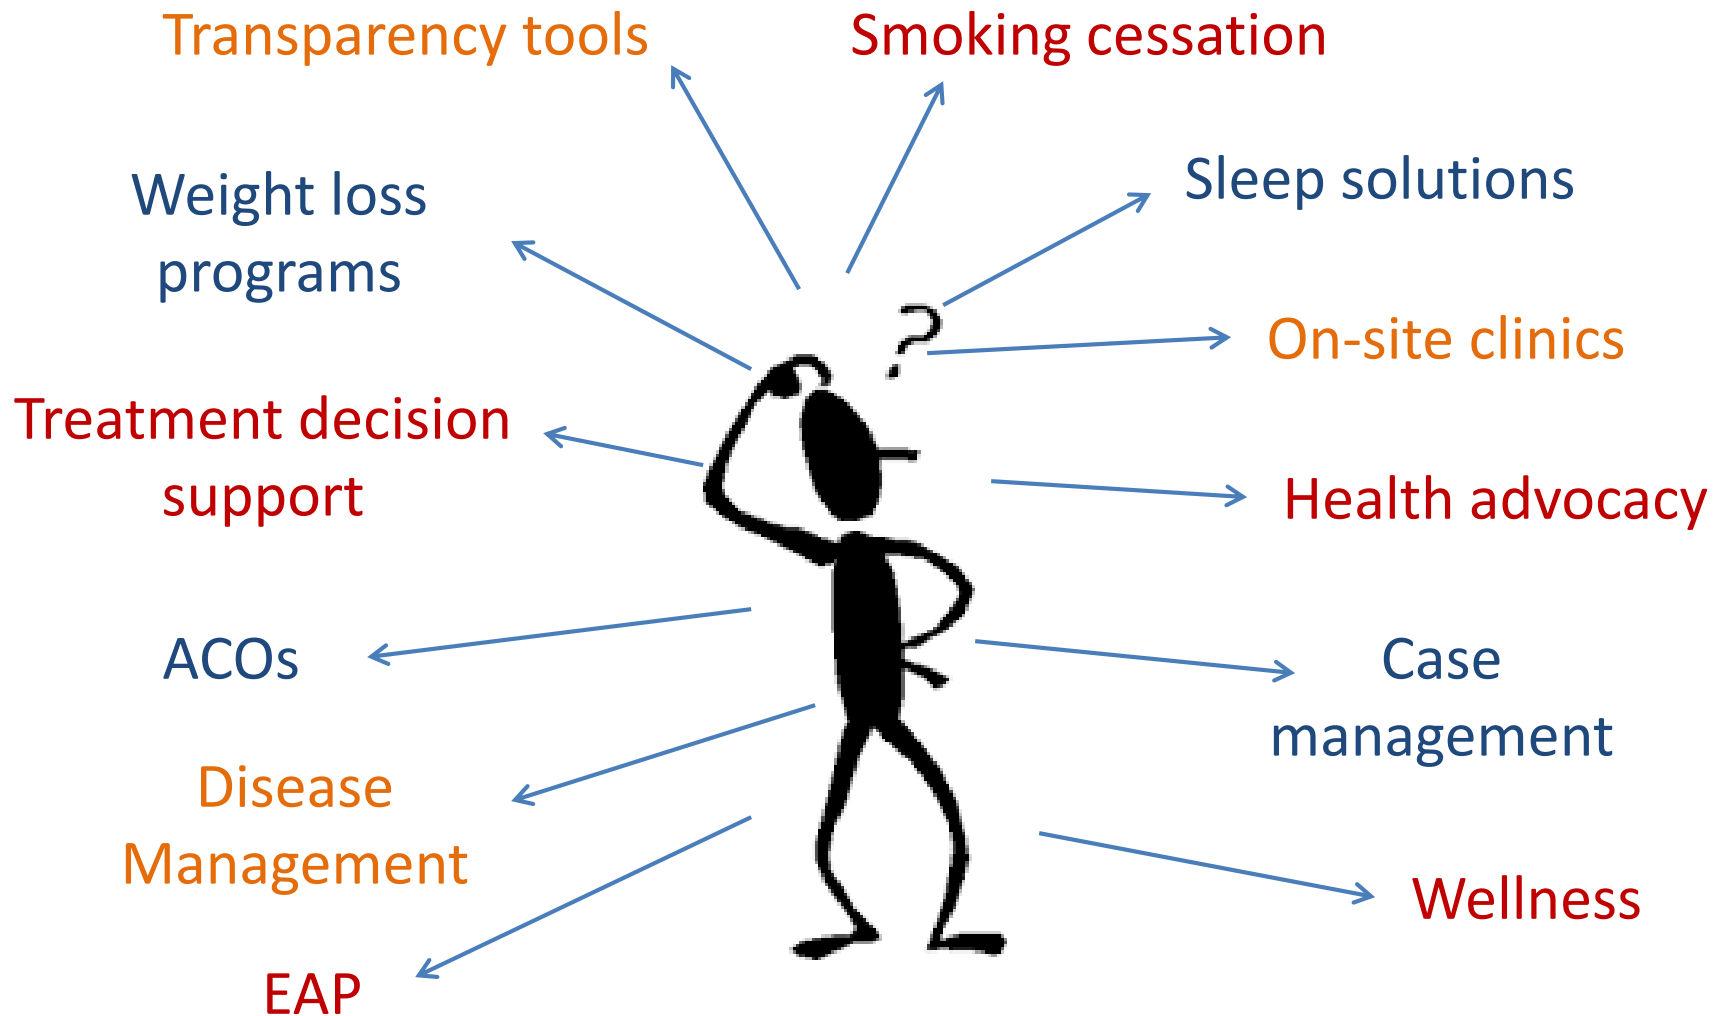 Transparency tools
Smoking cessation
Weight loss
programs
Sleep solutions
?
On-site clinics
Treatment decision
support
Health advocacy
ACOs
Case
management
Disease
Management
Wellness
EAP